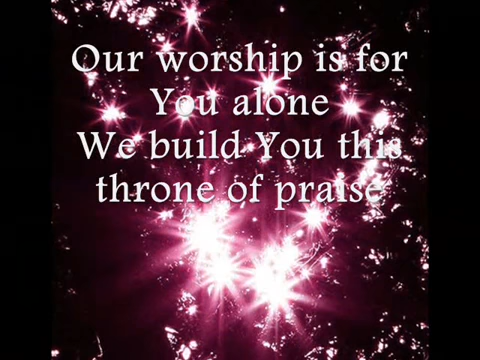 Our worship is for
You alone
We build You this
throne of praise